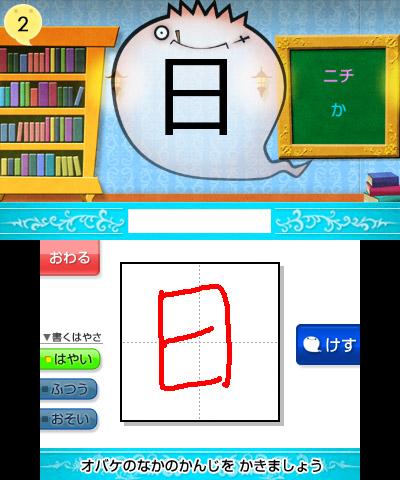 2
日
ニチ
か
おわる
▼書くはやさ
はやい
ふつう
おそい
日
けす
オバケのなかのかんじを かきましょう